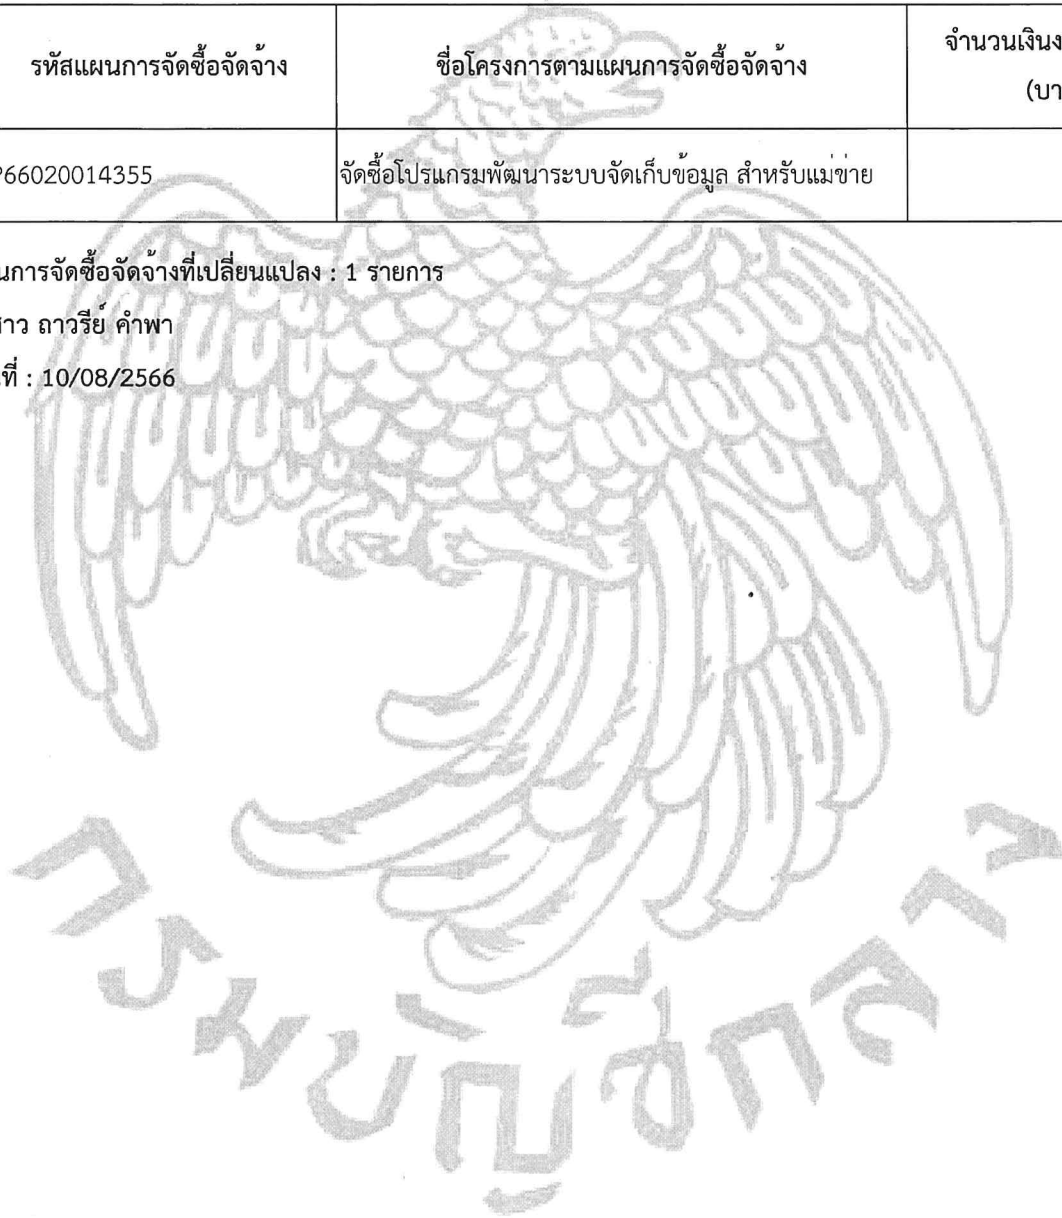 รหัสแผนการจัดซื้อจัดจ้าง
ชื่อโครงการตามแผนการจัดซื้อจัดจ้าง
จำนวนเงินง
(บา
P66020014355
จัดซื้อโปรแกรมพัฒนาระบบจัดเก็บข้อมูล สำหรับแม่ข่าย
นการจัดซื้อจัดจ้างที่เปลี่ยนแปลง : 1 รายการ
สาว ถาวรีย์ คำพา
ที่ : 10/08/2566
กรมบัญชีกลาง